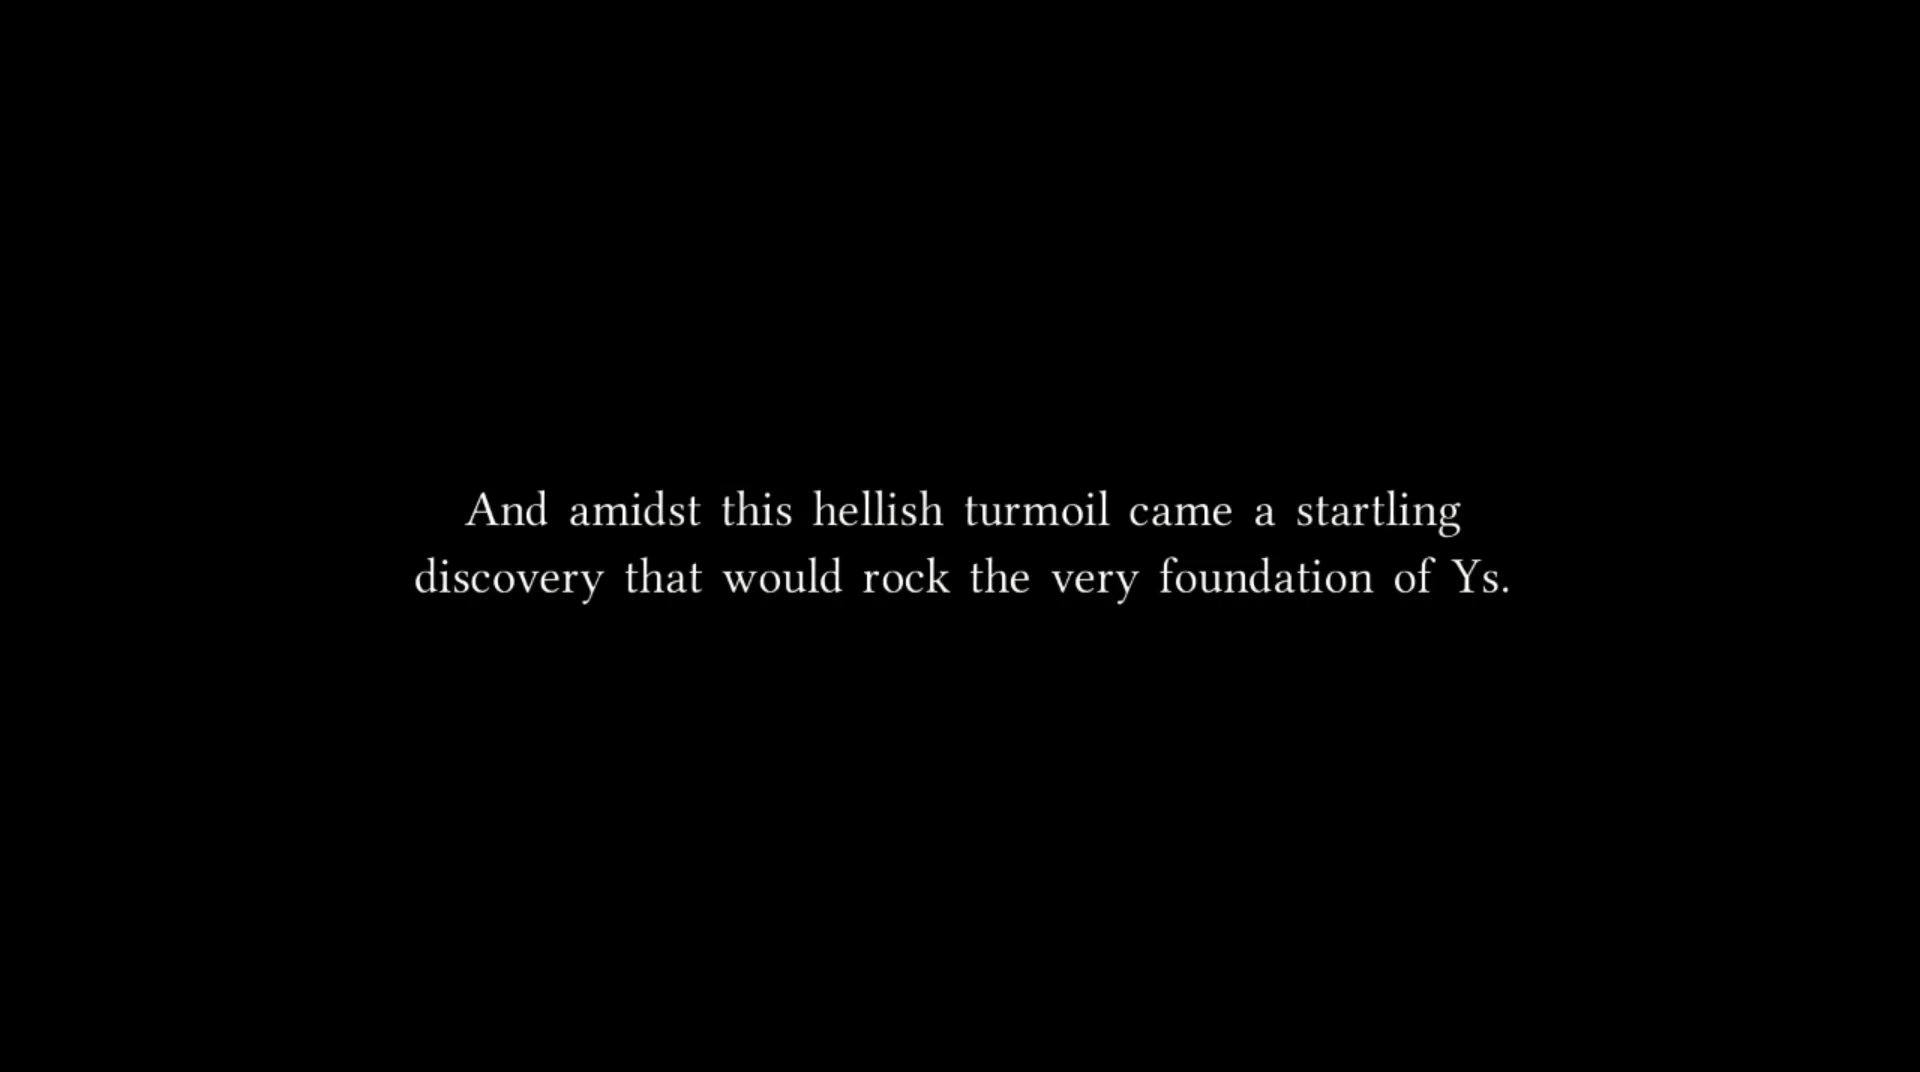 And amidst this hellish turmoil came a startling
discovery that would rock the very foundation of Ys.